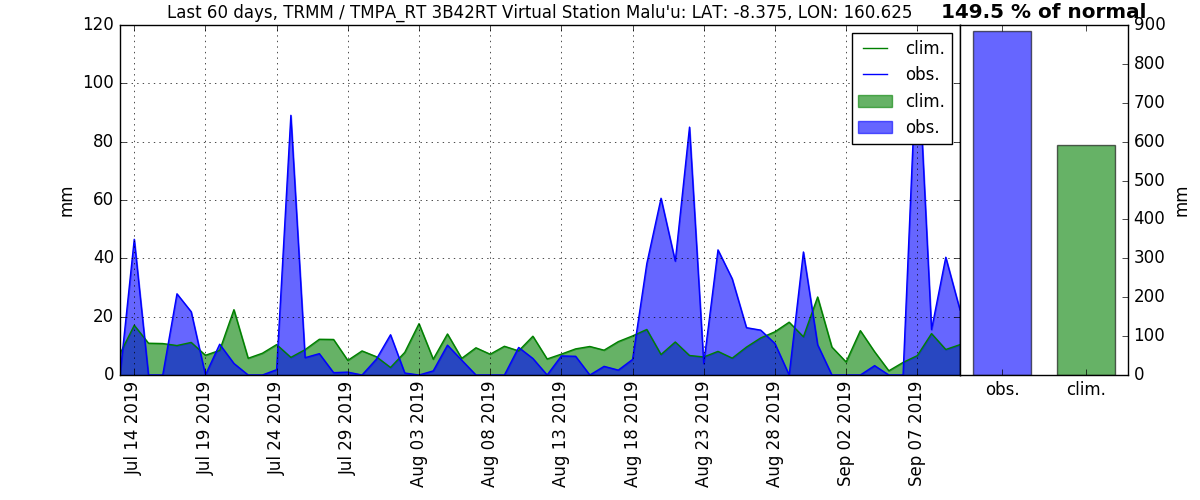 Last 60 days, TRMM / TMPA_RT 3B42RT Virtual Station Malu'u: LAT: -8.375, LON: 160.625
149.5 % of normal
120
100
80
60
40
20
0
mm
clim.
obs.
clim.
obs.
900
800
700
600
500
400
300
200
100
0
mm
Jul 14 2019
Jul 19 2019
Jul 24 2019
Jul 29 2019
Aug 03 2019
Aug 08 2019
Aug 13 2019
Aug 18 2019
Aug 23 2019
Aug 28 2019
Sep 02 2019
Sep 07 2019
obs.
clim.